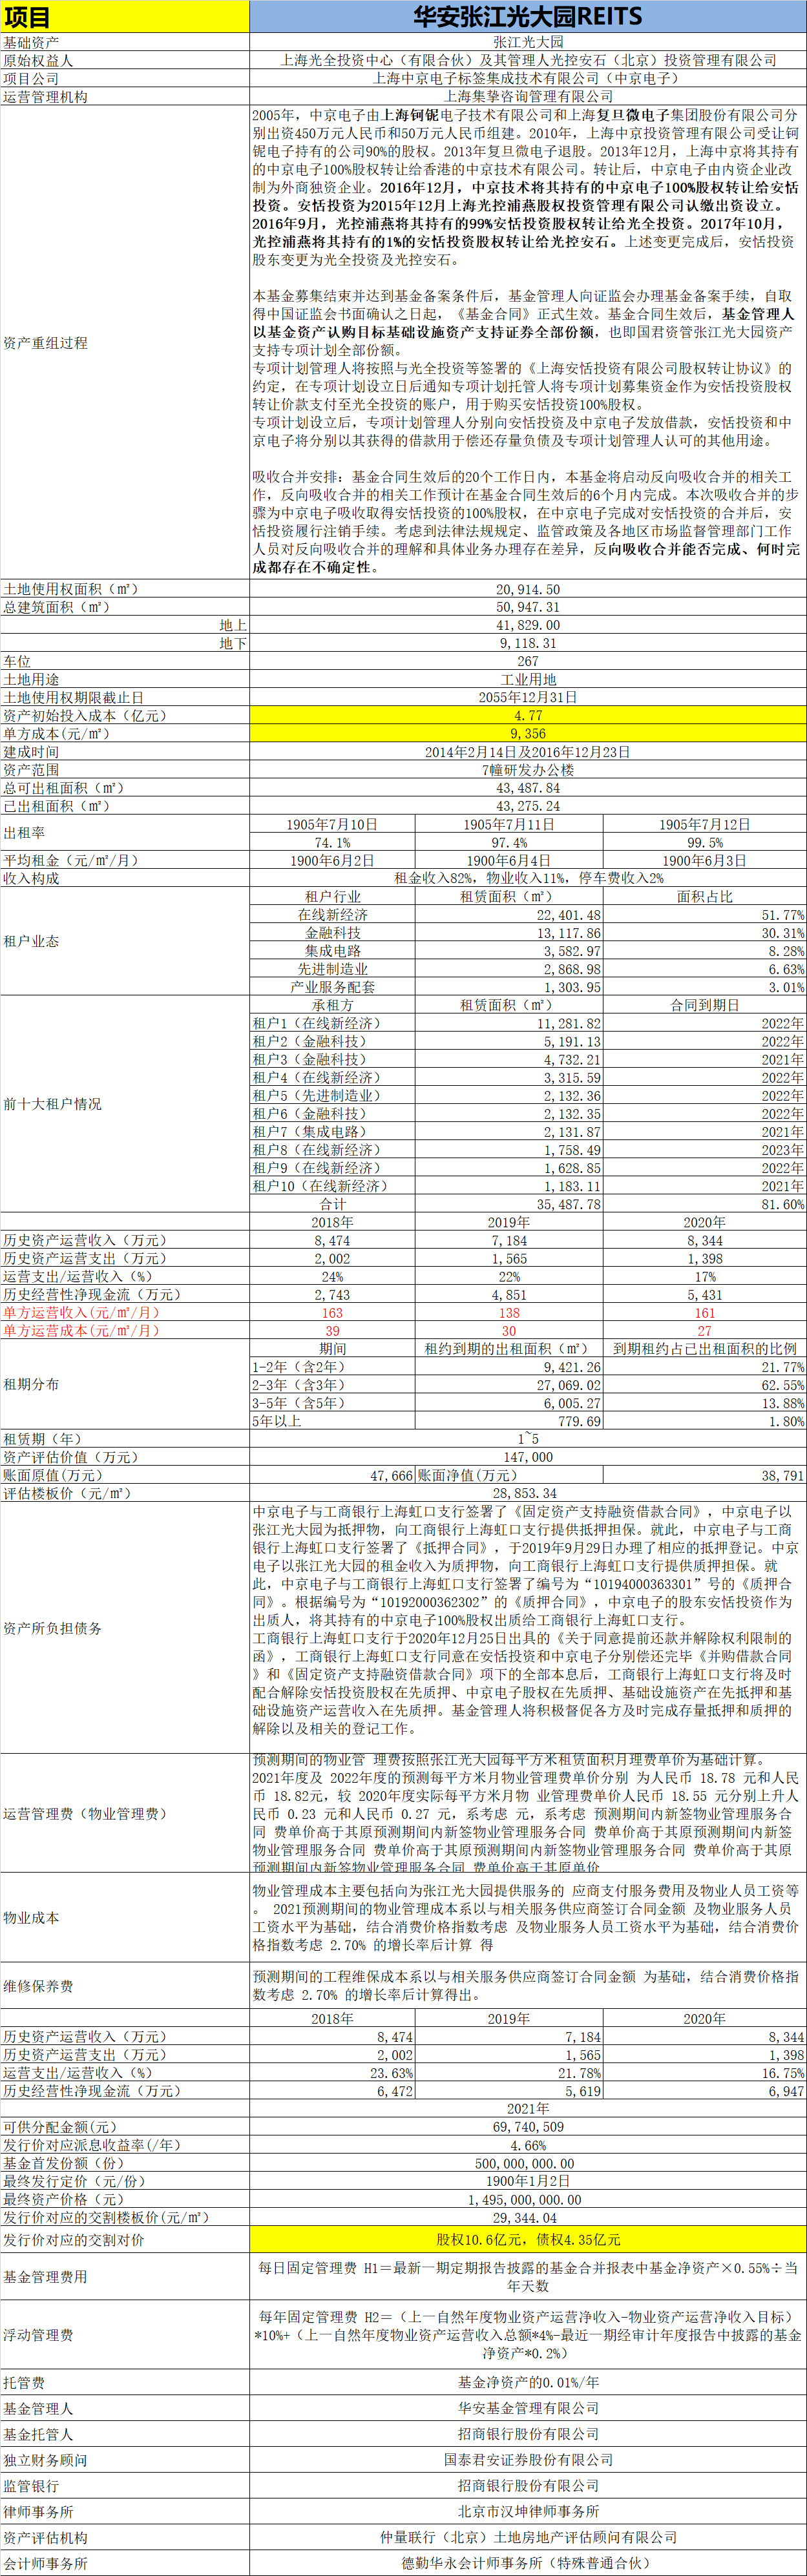 项目
华安张江光大园REITS
基础资产
张江光大园
原始权益人
上海光全投资中心（有限合伙）及其管理人光控安石（北京）投资管理有限公司
项目公司
上海中京电子标签集成技术有限公司（中京电子）
运营管理机构
上海集挚咨询管理有限公司
资产重组过程
2005年，中京电子由上海钶铌电子技术有限公司和上海复旦微电子集团股份有限公司分
别出资450万元人民币和50万元人民币组建。2010年，上海中京投资管理有限公司受让钶
铌电子持有的公司90%的股权。2013年复旦微电子退股。2013年12月，上海中京将其持有
的中京电子100%股权转让给香港的中京技术有限公司。转让后，中京电子由内资企业改
制为外商独资企业。2016年12月，中京技术将其持有的中京电子100%股权转让给安恬
投资。安恬投资为2015年12月上海光控浦燕股权投资管理有限公司认缴出资设立。
2016年9月，光控浦燕将其持有的99%安恬投资股权转让给光全投资。2017年10月，
光控浦燕将其持有的1%的安恬投资股权转让给光控安石。上述变更完成后，安恬投资
股东变更为光全投资及光控安石。
本基金募集结束并达到基金备案条件后，基金管理人向证监会办理基金备案手续，自取
得中国证监会书面确认之日起，《基金合同》正式生效。基金合同生效后，基金管理人
以基金资产认购目标基础设施资产支持证券全部份额，也即国君资管张江光大园资产
支持专项计划全部份额。
专项计划管理人将按照与光全投资等签署的《上海安恬投资有限公司股权转让协议》的
约定，在专项计划设立日后通知专项计划托管人将专项计划募集资金作为安恬投资股权
转让价款支付至光全投资的账户，用于购买安恬投资100%股权。
专项计划设立后，专项计划管理人分别向安恬投资及中京电子发放借款，安恬投资和中
京电子将分别以其获得的借款用于偿还存量负债及专项计划管理人认可的其他用途。
吸收合并安排：基金合同生效后的20个工作日内，本基金将启动反向吸收合并的相关工
作，反向吸收合并的相关工作预计在基金合同生效后的6个月内完成。本次吸收合并的步
骤为中京电子吸收取得安恬投资的100%股权，在中京电子完成对安恬投资的合并后，安
恬投资履行注销手续。考虑到法律法规规定、监管政策及各地区市场监督管理部门工作
人员对反向吸收合并的理解和具体业务办理存在差异，反向吸收合并能否完成、何时完
成都存在不确定性。
土地使用权面积（㎡）
20,914.50
总建筑面积（㎡）
50,947.31
地上
41,829.00
地下
9,118.31
车位
267
土地用途
工业用地
土地使用权期限截止日
2055年12月31日
资产初始投入成本（亿元）
4.77
单方成本(元/㎡）
9,356
建成时间
2014年2月14日及2016年12月23日
资产范围
7幢研发办公楼
总可出租面积（㎡）
43,487.84
已出租面积（㎡）
43,275.24
出租率
1905年7月10日 1905年7月11日 1905年7月12日
74.1% 97.4% 99.5%
平均租金（元/㎡/月）
1900年6月2日 1900年6月4日 1900年6月3日
收入构成
租金收入82%，物业收入11%，停车费收入2%
租户业态
租户行业 租赁面积（㎡） 面积占比
在线新经济 22,401.48 51.77%
金融科技 13,117.86 30.31%
集成电路 3,582.97 8.28%
先进制造业 2,868.98 6.63%
产业服务配套 1,303.95 3.01%
前十大租户情况
承租方 租赁面积（㎡） 合同到期日
租户1（在线新经济） 11,281.82 2022年
租户2（金融科技） 5,191.13 2022年
租户3（金融科技） 4,732.21 2021年
租户4（在线新经济） 3,315.59 2022年
租户5（先进制造业） 2,132.36 2022年
租户6（金融科技） 2,132.35 2022年
租户7（集成电路） 2,131.87 2021年
租户8（在线新经济） 1,758.49 2023年
租户9（在线新经济） 1,628.85 2022年
租户10（在线新经济） 1,183.11 2021年
合计 35,487.78 81.60%
2018年 2019年 2020年
历史资产运营收入（万元） 8,474 7,184 8,344
历史资产运营支出（万元） 2,002 1,565 1,398
运营支出/运营收入（%） 24% 22% 17%
历史经营性净现金流（万元） 2,743 4,851 5,431
单方运营收入(元/㎡/月） 163 138 161
单方运营成本(元/㎡/月） 39 30 27
租期分布
期间 租约到期的出租面积（㎡） 到期租约占已出租面积的比例
1-2年（含2年） 9,421.26 21.77%
2-3年（含3年） 27,069.02 62.55%
3-5年（含5年） 6,005.27 13.88%
5年以上 779.69 1.80%
租赁期（年）
1~5
资产评估价值（万元）
147,000
账面原值(万元） 47,666 账面净值(万元） 38,791
评估楼板价（元/㎡）
28,853.34
资产所负担债务
中京电子与工商银行上海虹口支行签署了《固定资产支持融资借款合同》，中京电子以
张江光大园为抵押物，向工商银行上海虹口支行提供抵押担保。就此，中京电子与工商
银行上海虹口支行签署了《抵押合同》，于2019年9月29日办理了相应的抵押登记。中京
电子以张江光大园的租金收入为质押物，向工商银行上海虹口支行提供质押担保。就
此，中京电子与工商银行上海虹口支行签署了编号为“10194000363301”号的《质押合
同》。根据编号为“10192000362302”的《质押合同》，中京电子的股东安恬投资作为
出质人，将其持有的中京电子100%股权出质给工商银行上海虹口支行。
工商银行上海虹口支行于2020年12月25日出具的《关于同意提前还款并解除权利限制的
函》，工商银行上海虹口支行同意在安恬投资和中京电子分别偿还完毕《并购借款合同
》和《固定资产支持融资借款合同》项下的全部本息后，工商银行上海虹口支行将及时
配合解除安恬投资股权在先质押、中京电子股权在先质押、基础设施资产在先抵押和基
础设施资产运营收入在先质押。基金管理人将积极督促各方及时完成存量抵押和质押的
解除以及相关的登记工作。
运营管理费（物业管理费）
预测期间的物业管 理费按照张江光大园每平方米租赁面积月理费单价为基础计算。
2021年度及 2022年度的预测每平方米月物业管理费单价分别 为人民币 18.78 元和人民
币 18.82元，较 2020年度实际每平方米月物 业管理费单价人民币 18.55 元分别上升人
民币 0.23 元和人民币 0.27 元，系考虑 元，系考虑 预测期间内新签物业管理服务合
同 费单价高于其原预测期间内新签物业管理服务合同 费单价高于其原预测期间内新签
物业管理服务合同 费单价高于其原预测期间内新签物业管理服务合同 费单价高于其原
预测期间内新签物业管理服务合同 费单价高于其原单价
物业成本
物业管理成本主要包括向为张江光大园提供服务的 应商支付服务费用及物业人员工资等
。 2021预测期间的物业管理成本系以与相关服务供应商签订合同金额 及物业服务人员
工资水平为基础，结合消费价格指数考虑 及物业服务人员工资水平为基础，结合消费价
格指数考虑 2.70% 的增长率后计算 得
维修保养费
预测期间的工程维保成本系以与相关服务供应商签订合同金额 为基础，结合消费价格指
数考虑 2.70% 的增长率后计算得出。
2018年 2019年 2020年
历史资产运营收入（万元） 8,474 7,184 8,344
历史资产运营支出（万元） 2,002 1,565 1,398
运营支出/运营收入（%） 23.63% 21.78% 16.75%
历史经营性净现金流（万元） 6,472 5,619 6,947
2021年
可供分配金额(元)
69,740,509
发行价对应派息收益率(/年）
4.66%
基金首发份额（份）
500,000,000.00
最终发行定价（元/份）
1900年1月2日
最终资产价格（元）
1,495,000,000.00
发行价对应的交割楼板价(元/㎡）
29,344.04
发行价对应的交割对价
股权10.6亿元，债权4.35亿元
基金管理费用
每日固定管理费 H1＝最新一期定期报告披露的基金合并报表中基金净资产×0.55%÷当
年天数
浮动管理费
每年固定管理费 H2＝（上一自然年度物业资产运营净收入-物业资产运营净收入目标）
*10%+（上一自然年度物业资产运营收入总额*4%-最近一期经审计年度报告中披露的基金
净资产*0.2%）
托管费
基金净资产的0.01%/年
基金管理人
华安基金管理有限公司
基金托管人
招商银行股份有限公司
独立财务顾问
国泰君安证券股份有限公司
监管银行
招商银行股份有限公司
律师事务所
北京市汉坤律师事务所
资产评估机构
仲量联行（北京）土地房地产评估顾问有限公司
会计师事务所
德勤华永会计师事务所（特殊普通合伙）